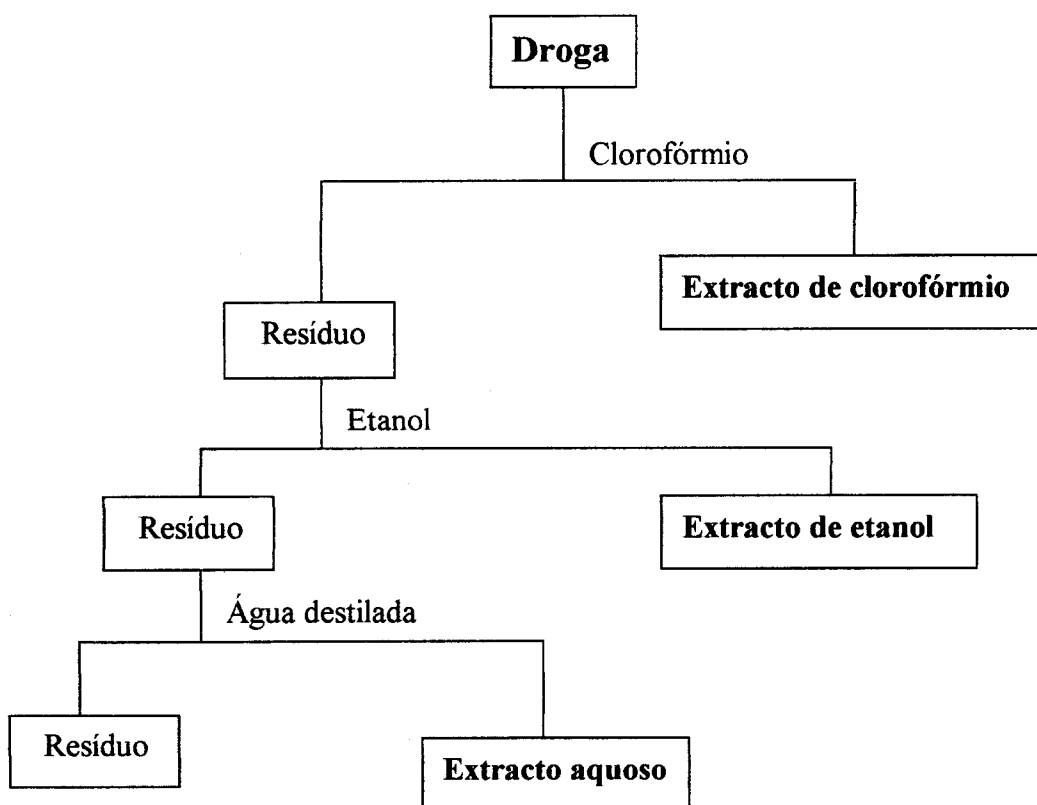 Droga
Clorofórmio
Extracto de clorofórmio
Resíduo
Etanol
Resíduo
Extracto de etanol
Água destilada
Resíduo
Extracto aquoso